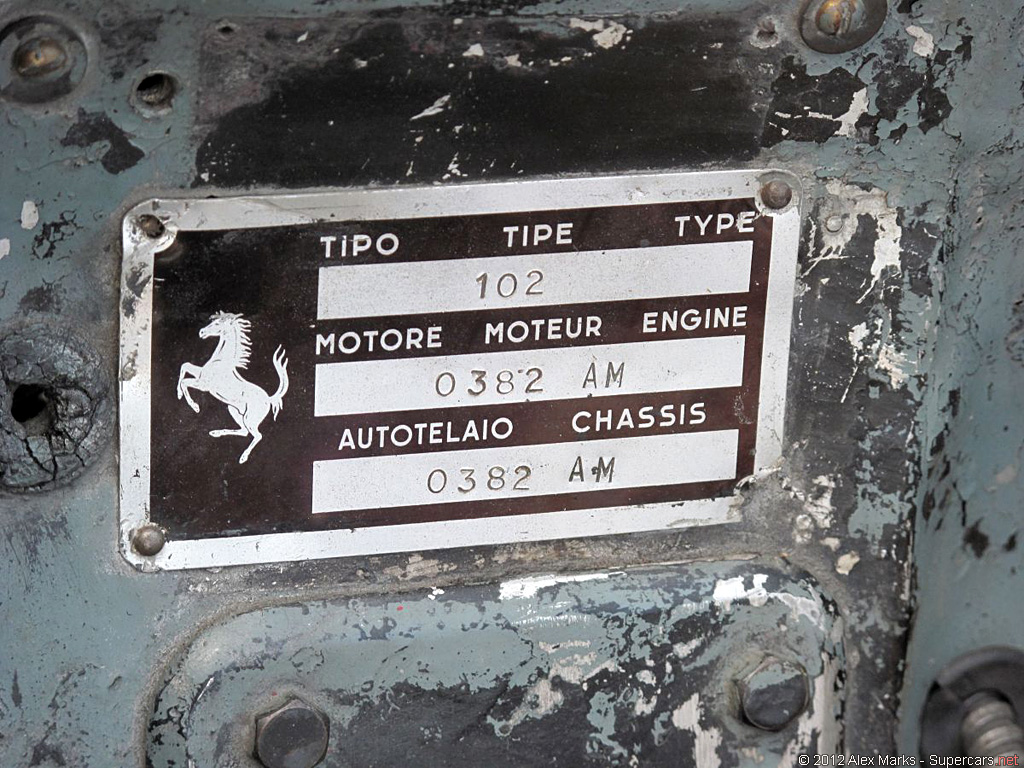 TIPO TIPE TYPE
102
MOTORE MOTEUR ENGINE
0382 AM
AUTOTELAIO CHASSIS
0382 AM
© 2012 Alex Marks - Supercars.net